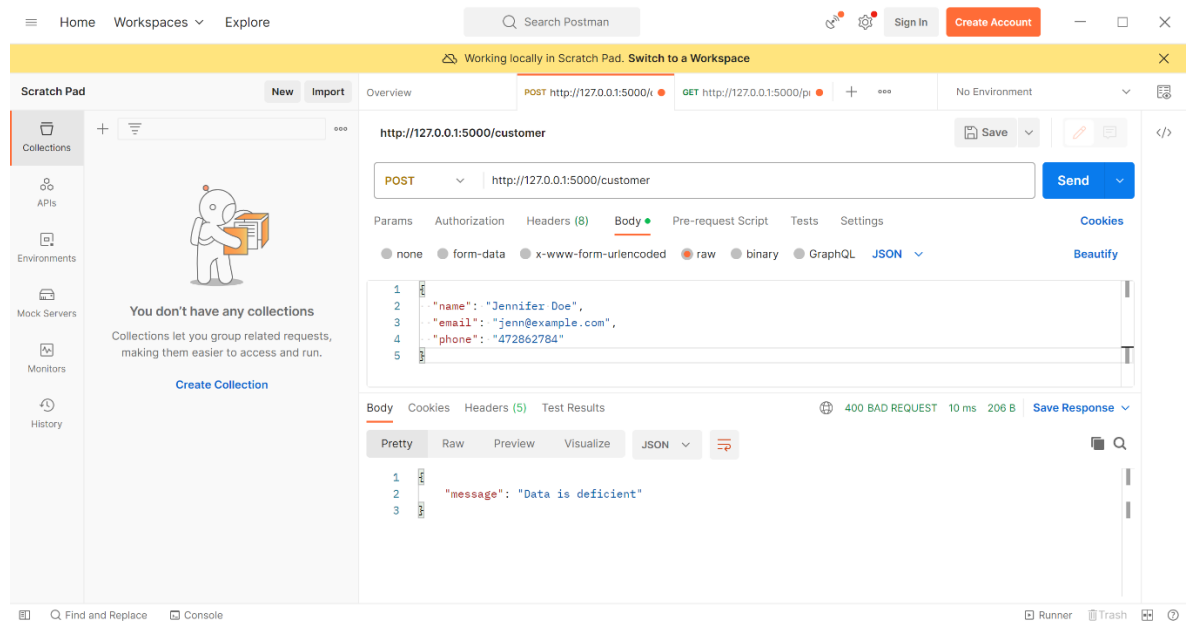 Home Workspaces Explore Search Postman Sign In Create Account
Working locally in Scratch Pad. Switch to a Workspace
Scratch Pad New Import Overview POST http://127.0.0.1:5000/c GET http://127.0.0.1:5000/p No Environment
Collections
APIs
Environments
Mock Servers
Monitors
History
You don't have any collections
Collections let you group related requests,
making them easier to access and run.
Create Collection
http://127.0.0.1:5000/customer Save
POST http://127.0.0.1:5000/customer Send
Params Authorization Headers (8) Body Pre-request Script Tests Settings Cookies
none form-data x-www-form-urlencoded raw binary GraphQL JSON Beautify
1 {
2 "name": "Jennifer Doe",
3 "email": "jenn@example.com",
4 "phone": "472862784"
5 }
Body Cookies Headers (5) Test Results 400 BAD REQUEST 10 ms 206 B Save Response
Pretty Raw Preview Visualize JSON
1 {
2 "message": "Data is deficient"
3 }
Find and Replace Console Runner Trash